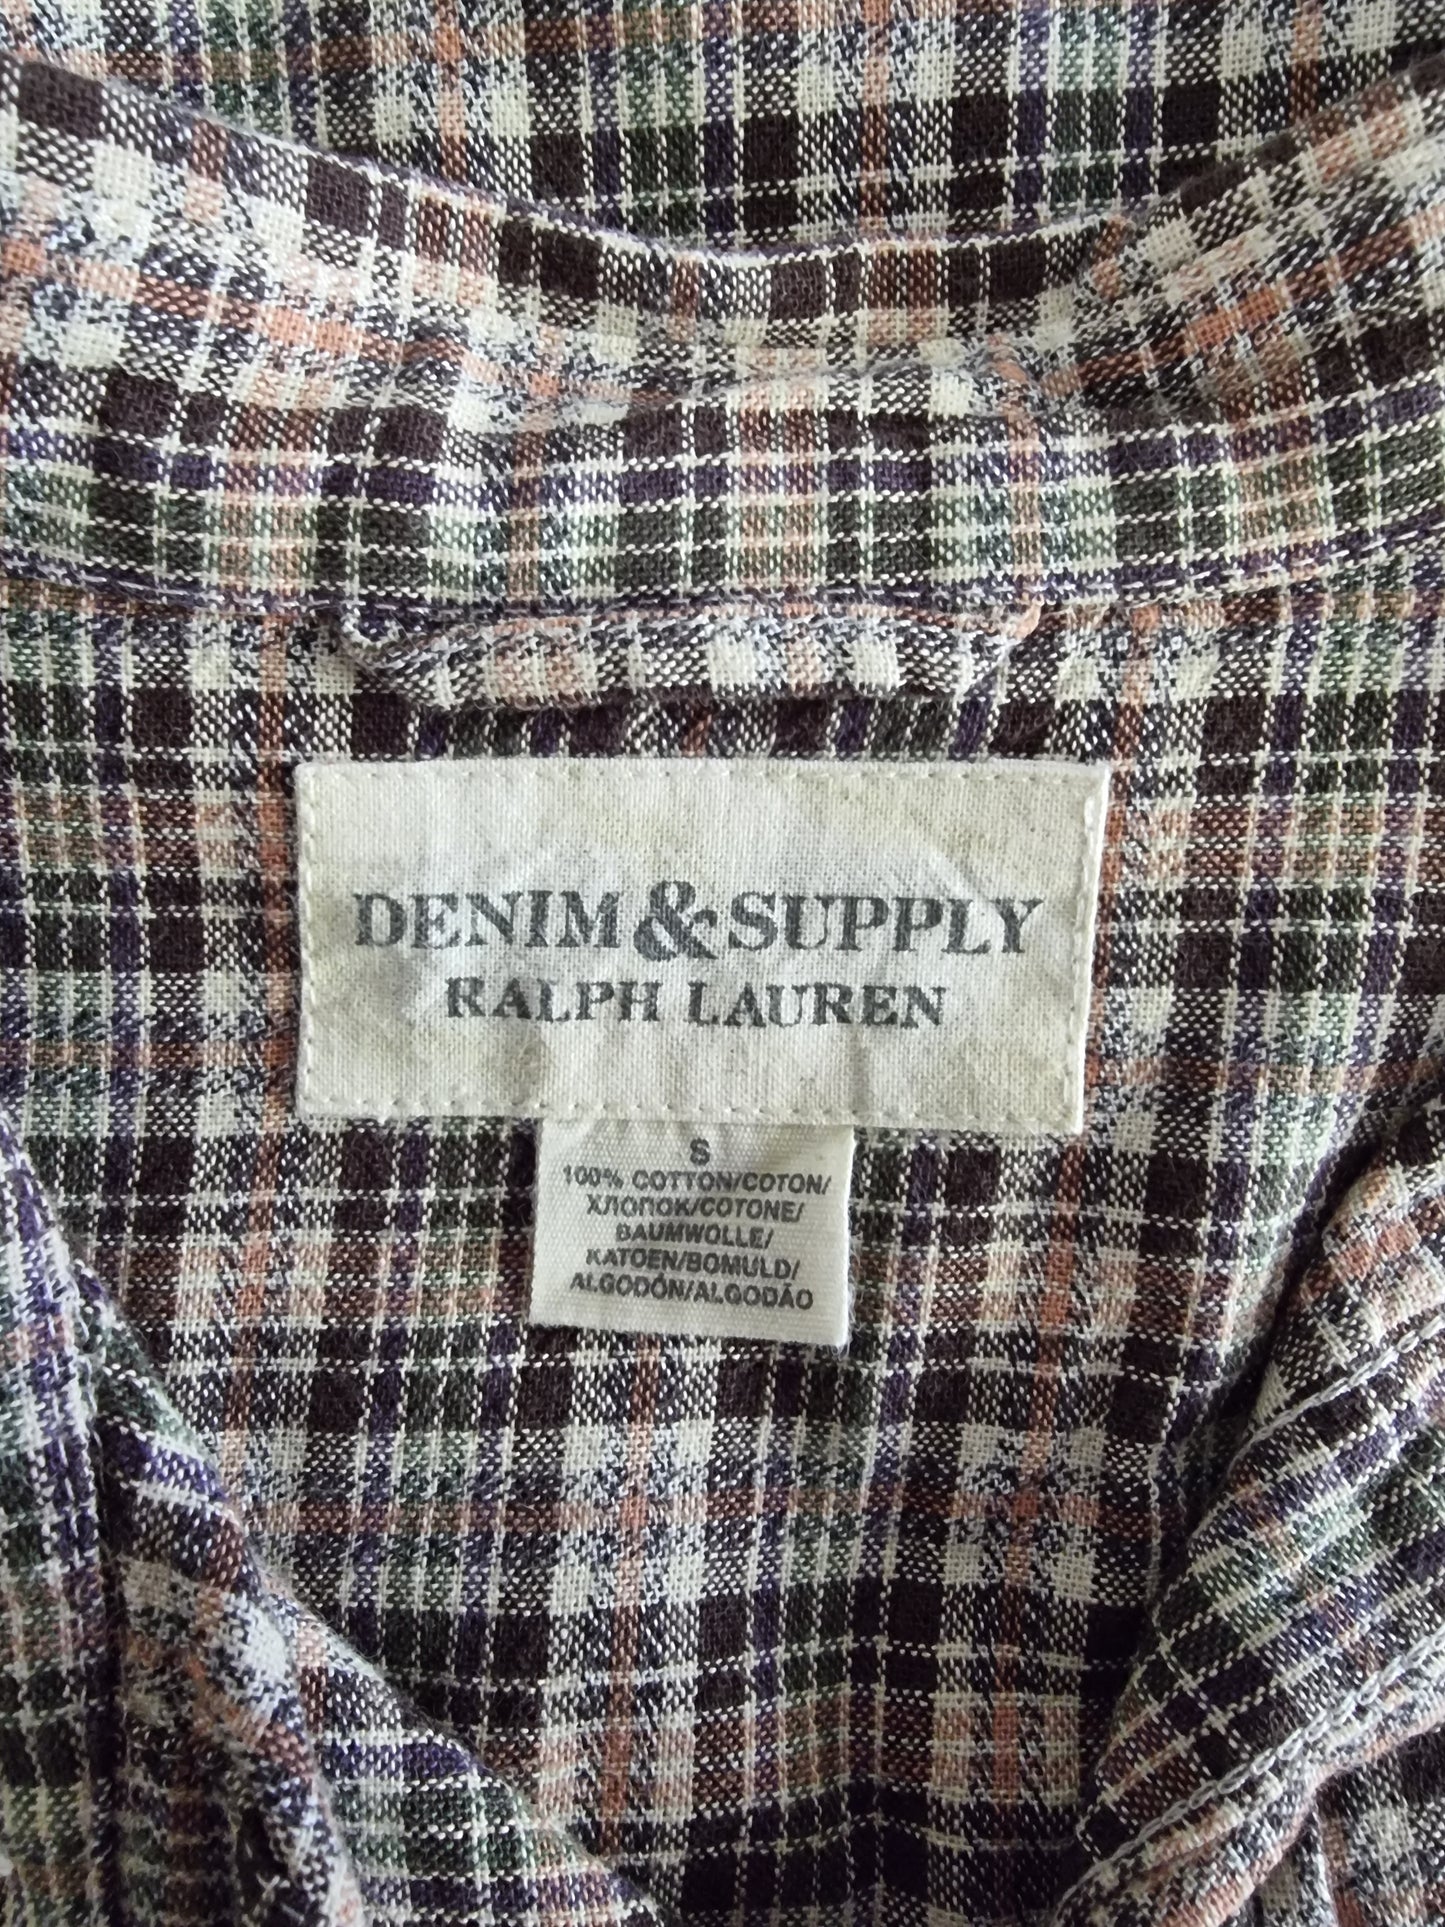 DENIM & SUPPLY
RALPH LAUREN
S
100% COTTON/COTON/
ХЛОПОК/COTONE/
BAUMWOLLE/
KATOEN/BOMULD/
ALGODÓN/ALGODÃO